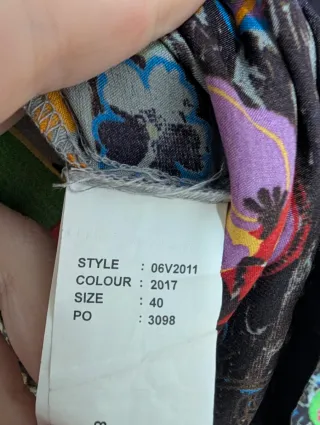 STYLE : 06V2011
COLOUR : 2017
SIZE : 40
PO : 3098